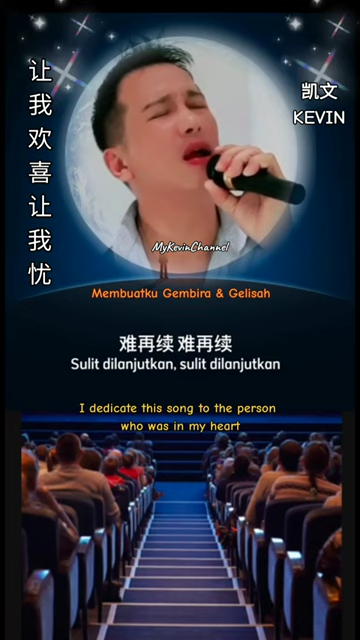 让我欢喜让我忧
凯文
KEVIN
MyKevinChannel
Membuatku Gembira & Gelisah
难再续 难再续
Sulit dilanjutkan, sulit dilanjutkan
I dedicate this song to the person
who was in my heart